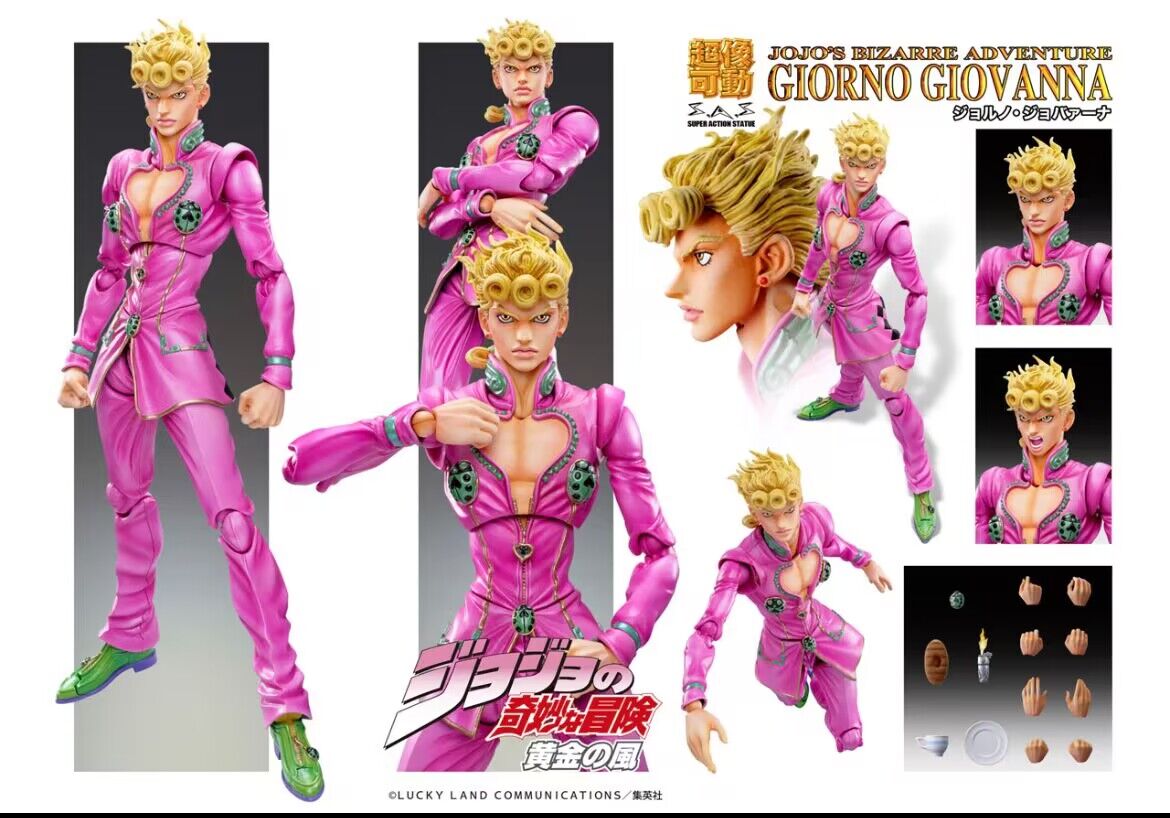 超像
可動
S.A.S
SUPER ACTION STATUE
JOJO'S BIZARRE ADVENTURE
GIORNO GIOVANNA
ジョルノ・ジョバァーナ
ジョジョの
奇妙な冒険
黄金の風
©LUCKY LAND COMMUNICATIONS／集英社